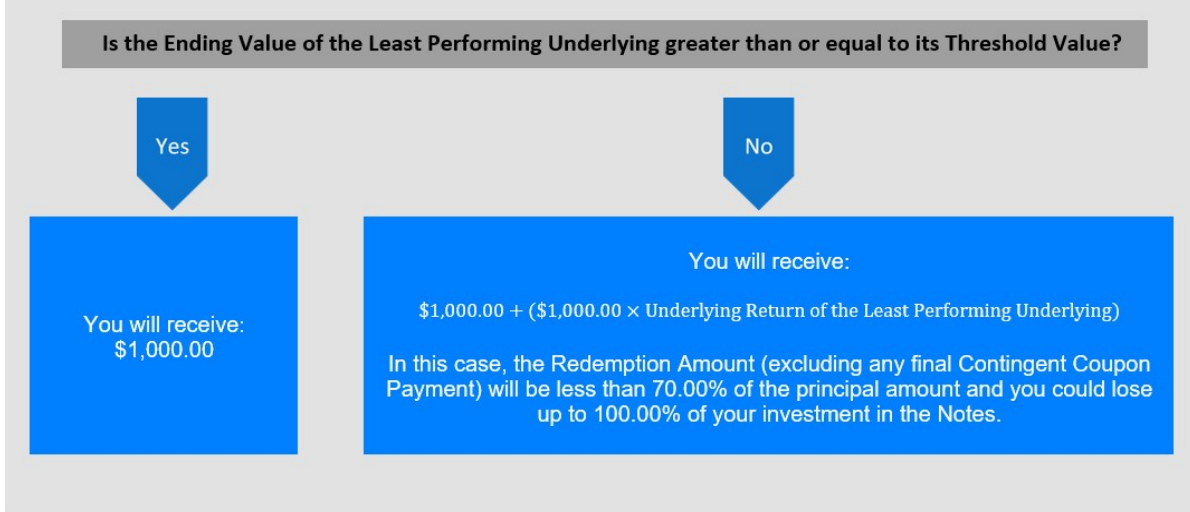 Is the Ending Value of the Least Performing Underlying greater than or equal to its Threshold Value?
Yes
No
You will receive:
$1,000.00
You will receive:
$1,000.00 + ($1,000.00 × Underlying Return of the Least Performing Underlying)
In this case, the Redemption Amount (excluding any final Contingent Coupon
Payment) will be less than 70.00% of the principal amount and you could lose
up to 100.00% of your investment in the Notes.